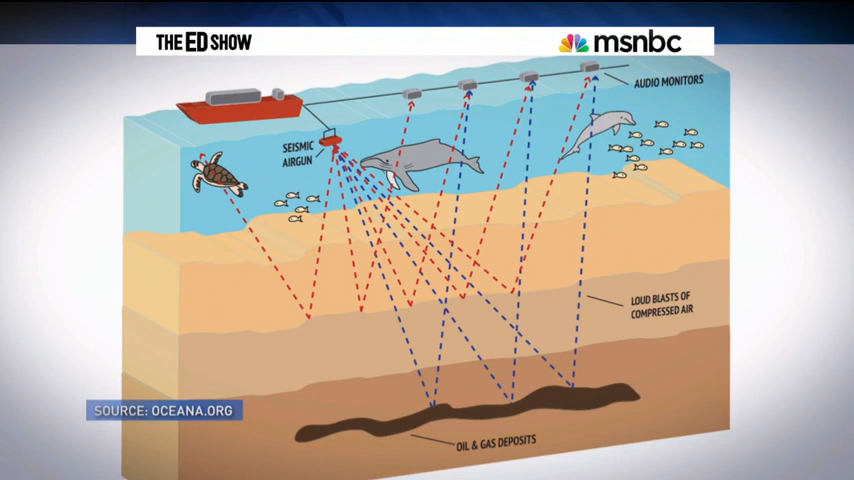 THE ED SHOW
msnbc
AUDIO MONITORS
SEISMIC
AIRGUN
LOUD BLASTS OF
COMPRESSED AIR
SOURCE: OCEANA.ORG
OIL & GAS DEPOSITS